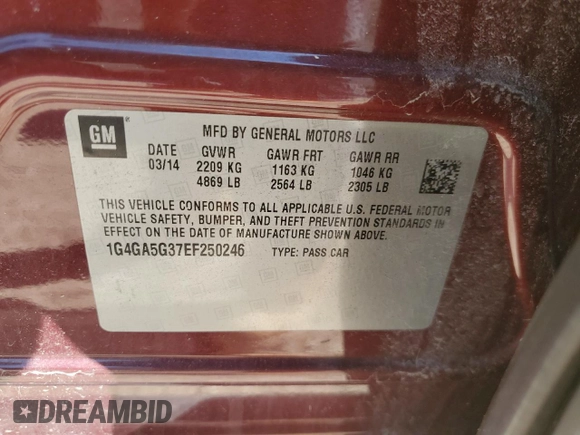 GM
MFD BY GENERAL MOTORS LLC
DATE GVWR GAWR FRT GAWR RR
03/14 2209 KG 1163 KG 1046 KG
4869 LB 2564 LB 2305 LB
THIS VEHICLE CONFORMS TO ALL APPLICABLE U.S. FEDERAL MOTOR
VEHICLE SAFETY, BUMPER, AND THEFT PREVENTION STANDARDS IN
EFFECT ON THE DATE OF MANUFACTURE SHOWN ABOVE.
1G4GA5G37EF250246 TYPE: PASS CAR
DREAMBID